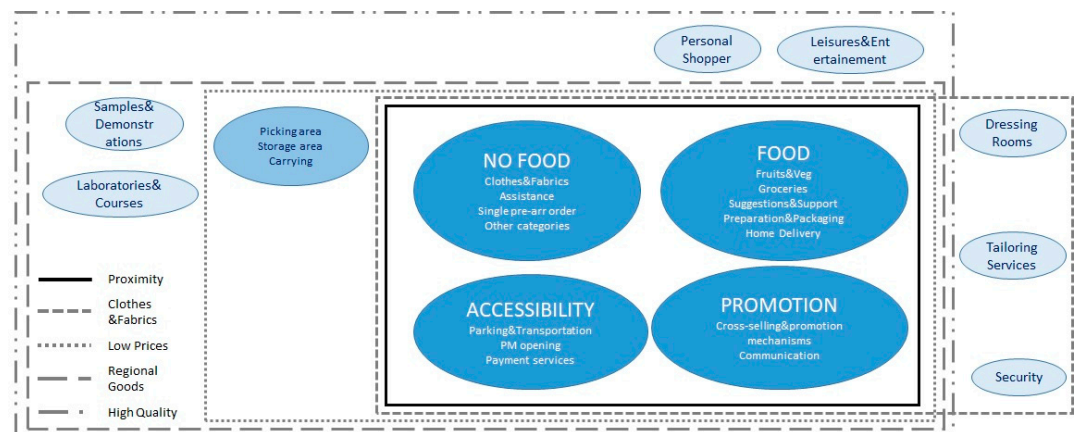 Personal
Shopper
Leisures&Ent
ertainement
Samples&
Demonstr
ations
Laboratories&
Courses
Picking area
Storage area
Carrying
NO FOOD
Clothes&Fabrics
Assistance
Single pre-arr order
Other categories
FOOD
Fruits&Veg
Groceries
Suggestions&Support
Preparation&Packaging
Home Delivery
Dressing
Rooms
Tailoring
Services
Security
ACCESSIBILITY
Parking&Transportation
PM opening
Payment services
PROMOTION
Cross-selling&promotion
mechanisms
Communication
Proximity
Clothes
&Fabrics
Low Prices
Regional
Goods
High Quality